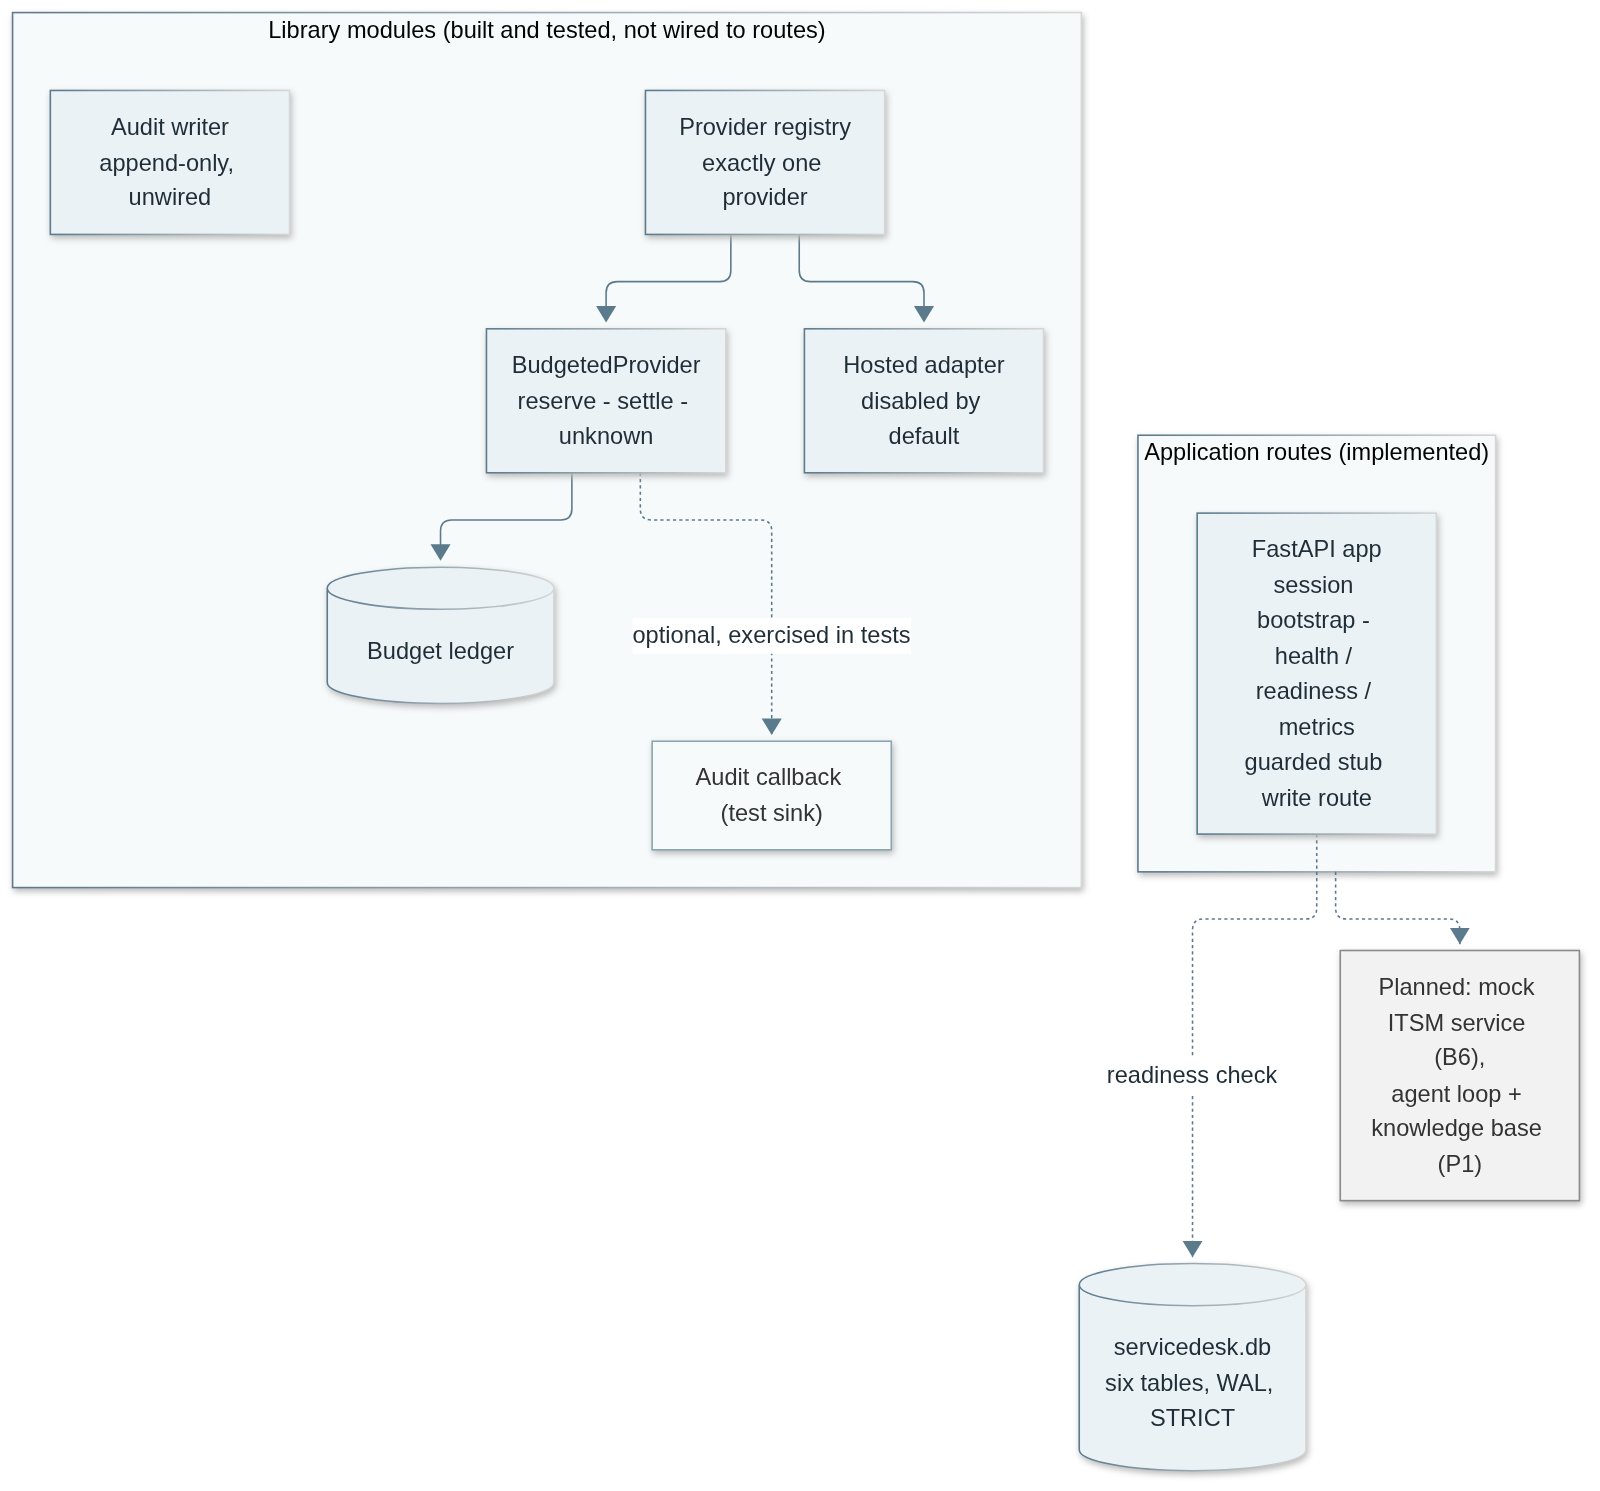 Library modules (built and tested, not wired to routes)
Audit writer
append-only,
unwired
Provider registry
exactly one
provider
BudgetedProvider
reserve - settle -
unknown
Hosted adapter
disabled by
default
Budget ledger
optional, exercised in tests
Audit callback
(test sink)
Application routes (implemented)
FastAPI app
session
bootstrap -
health /
readiness /
metrics
guarded stub
write route
Planned: mock
ITSM service
(B6),
agent loop +
knowledge base
(P1)
readiness check
servicedesk.db
six tables, WAL,
STRICT